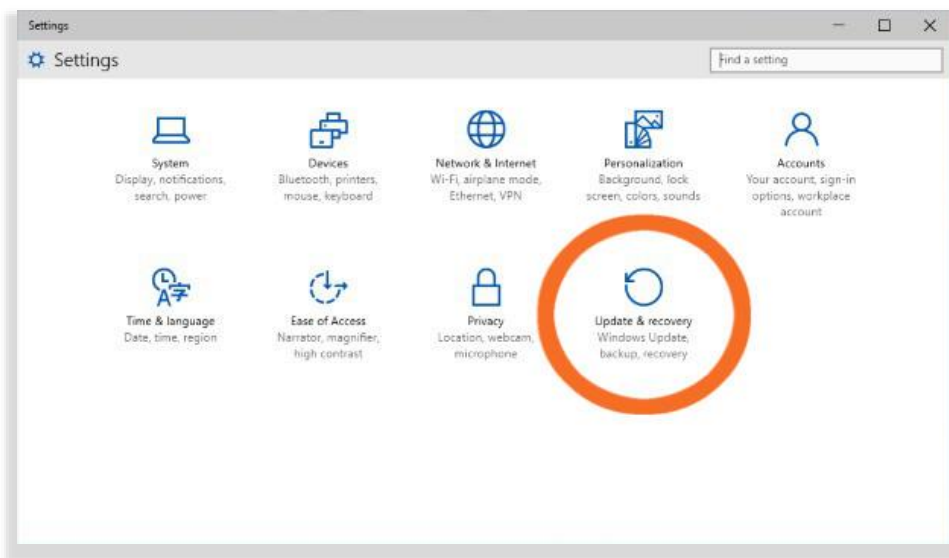 Settings
Settings
Find a setting
System
Display, notifications,
search, power
Devices
Bluetooth, printers,
mouse, keyboard
Network & Internet
Wi-Fi, airplane mode,
Ethernet, VPN
Personalization
Background, lock
screen, colors, sounds
Accounts
Your account, sign-in
options, workplace
account
Time & language
Date, time, region
Ease of Access
Narrator, magnifier,
high contrast
Privacy
Location, webcam,
microphone
Update & recovery
Windows Update,
backup, recovery